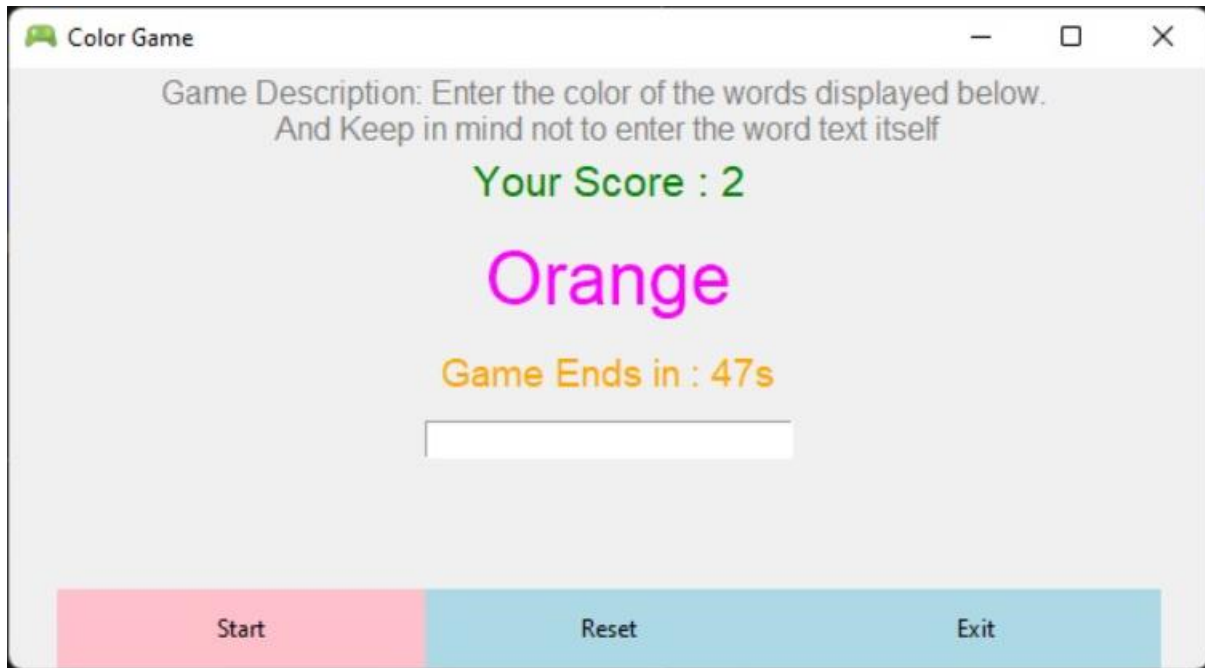 Color Game
Game Description: Enter the color of the words displayed below.
And Keep in mind not to enter the word text itself
Your Score : 2
Orange
Game Ends in : 47s
Start Reset Exit